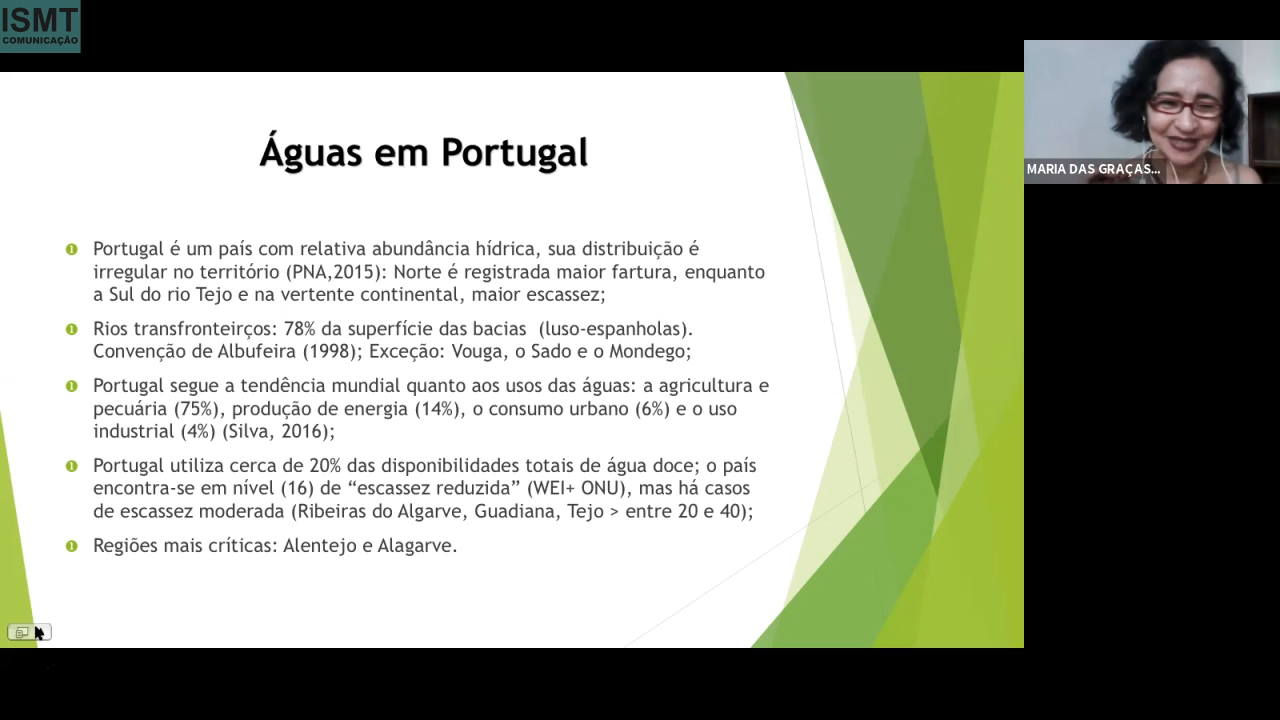 ISMT
COMUNICAÇÃO
MARIA DAS GRAÇAS...
Águas em Portugal
Portugal é um país com relativa abundância hídrica, sua distribuição é
irregular no território (PNA,2015): Norte é registrada maior fartura, enquanto
a Sul do rio Tejo e na vertente continental, maior escassez;
Rios transfronteirços: 78% da superfície das bacias (luso-espanholas).
Convenção de Albufeira (1998); Exceção: Vouga, o Sado e o Mondego;
Portugal segue a tendência mundial quanto aos usos das águas: a agricultura e
pecuária (75%), produção de energia (14%), o consumo urbano (6%) e o uso
industrial (4%) (Silva, 2016);
Portugal utiliza cerca de 20% das disponibilidades totais de água doce; o país
encontra-se em nível (16) de “escassez reduzida” (WEI+ ONU), mas há casos
de escassez moderada (Ribeiras do Algarve, Guadiana, Tejo > entre 20 e 40);
Regiões mais críticas: Alentejo e Alagarve.